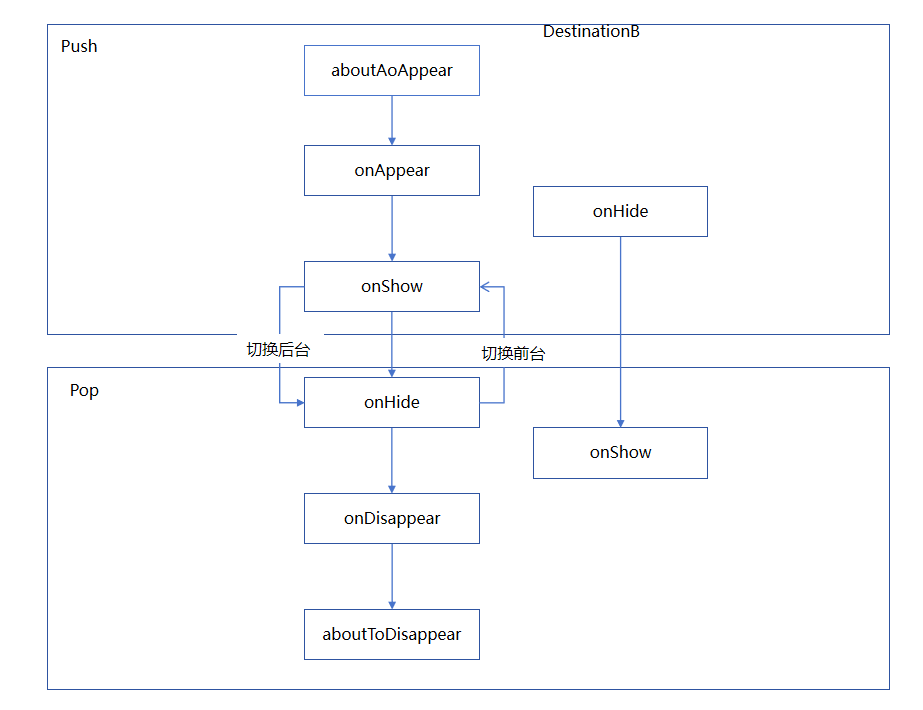 DestinationB
Push
aboutAoAppear
onAppear
onHide
onShow
切换后台
切换前台
Pop
onHide
onShow
onDisappear
aboutToDisappear